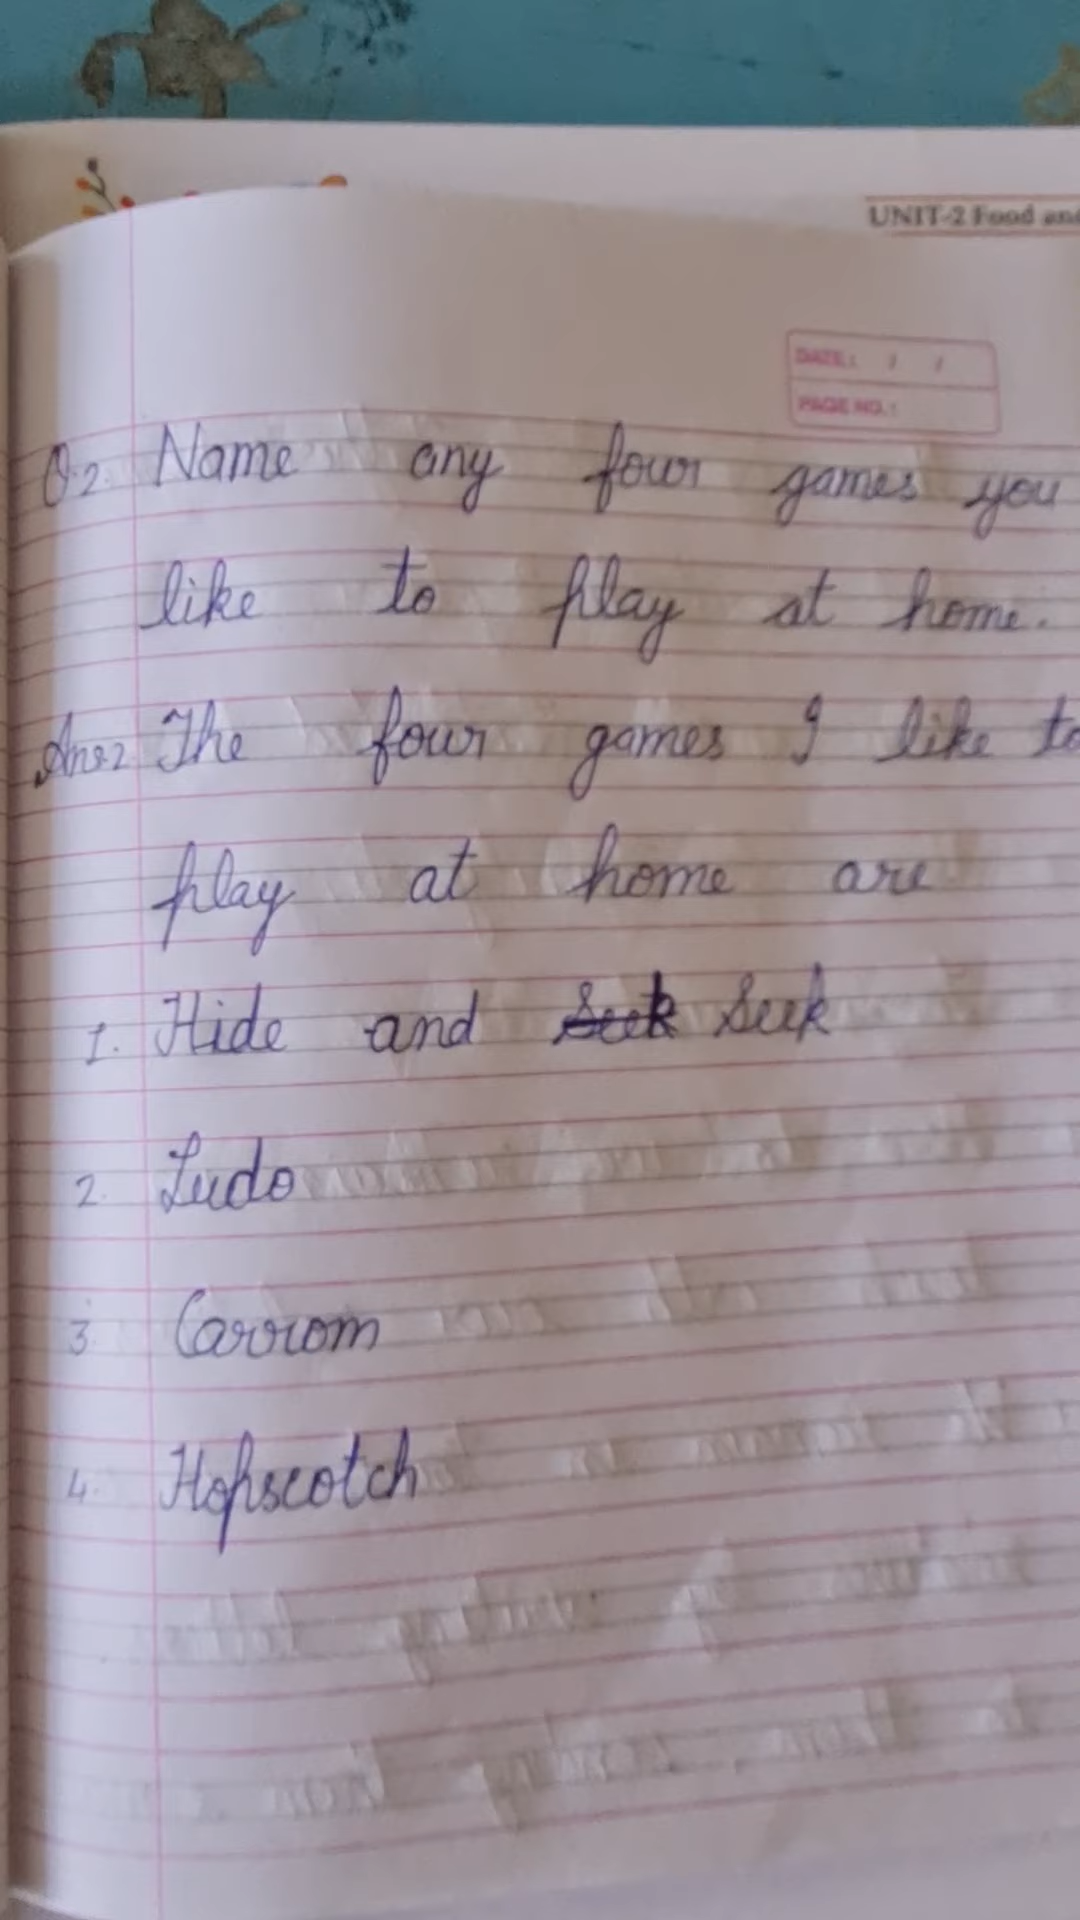 UNIT-2 Food and
DATE: / /
PAGE NO.:
Q.2. Name any four games you
like to play at home.
Ans2 The four games I like to
play at home are
1. Hide and Seek Seek
2. Ludo
3. Carrom
4. Hopscotch